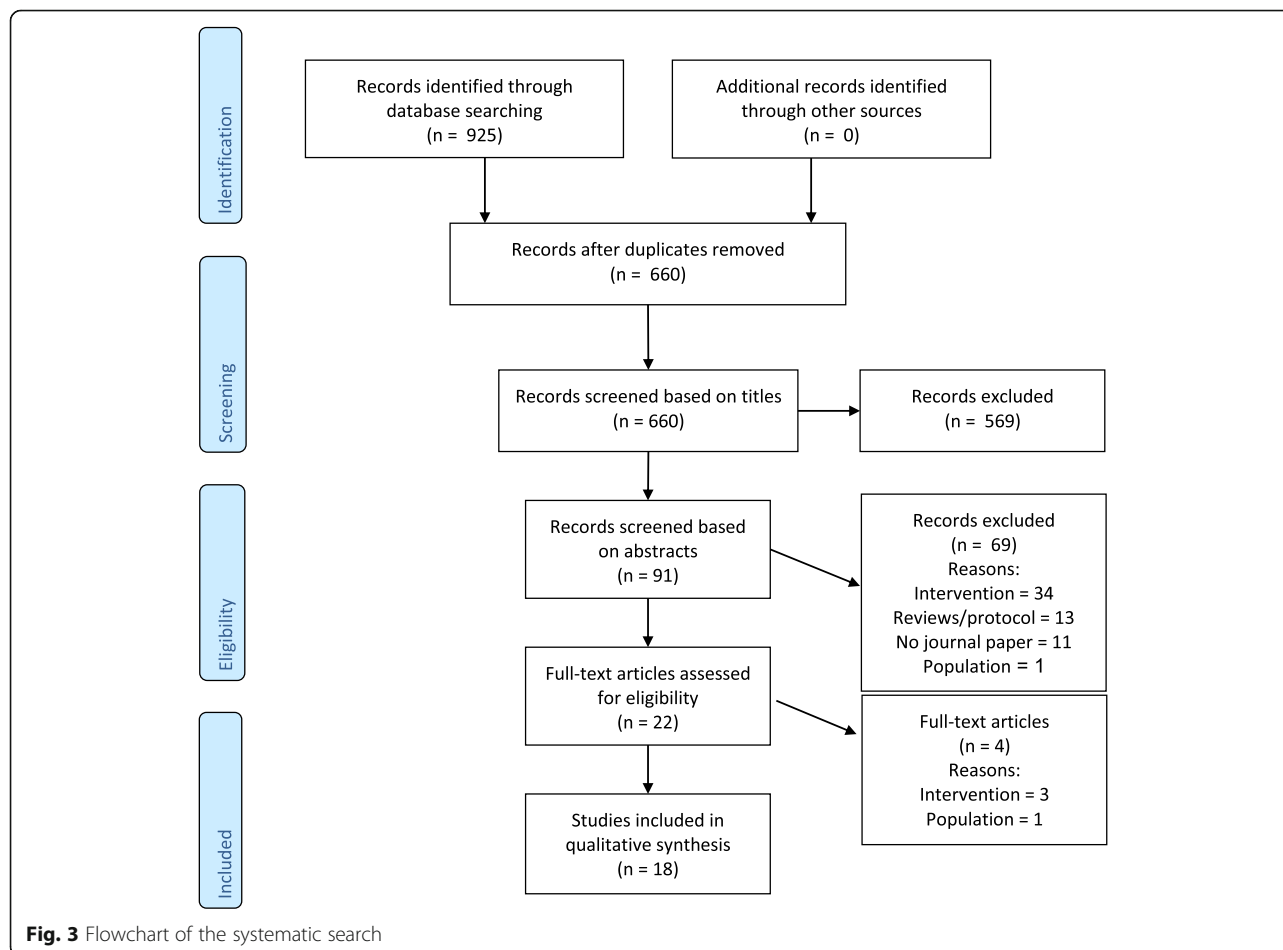 Identification
Records identified through
database searching
(n = 925)
Additional records identified
through other sources
(n = 0)
Records after duplicates removed
(n = 660)
Screening
Records screened based on titles
(n = 660)
Records excluded
(n = 569)
Eligibility
Records screened based
on abstracts
(n = 91)
Records excluded
(n = 69)
Reasons:
Intervention = 34
Reviews/protocol = 13
No journal paper = 11
Population = 1
Full-text articles assessed
for eligibility
(n = 22)
Full-text articles
(n = 4)
Reasons:
Intervention = 3
Population = 1
Included
Studies included in
qualitative synthesis
(n = 18)
Fig. 3 Flowchart of the systematic search